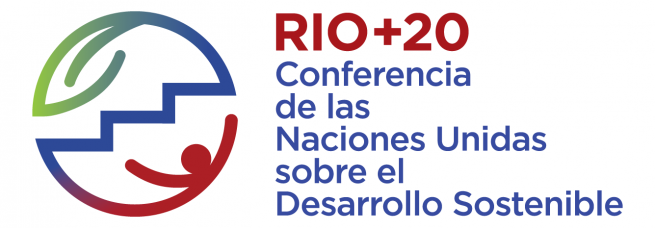 RIO+20
Conferencia
de las
Naciones Unidas
sobre el
Desarrollo Sostenible